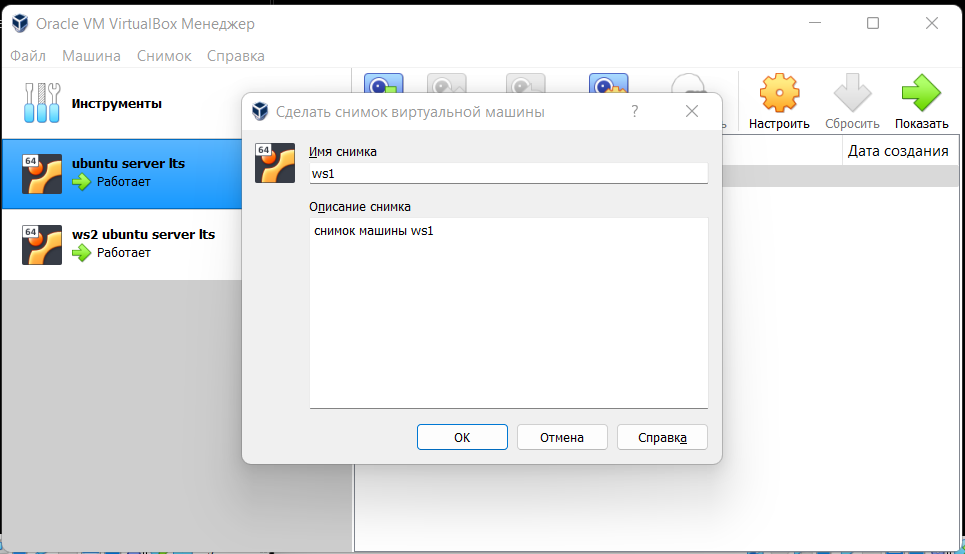 Oracle VM VirtualBox Менеджер
Файл Машина Снимок Справка
Инструменты
Настроить Сбросить Показать
Дата создания
64
ubuntu server lts
Работает
64
ws2 ubuntu server lts
Работает
Сделать снимок виртуальной машины ?
64
Имя снимка
ws1
Описание снимка
снимок машины ws1
ОК Отмена Справка